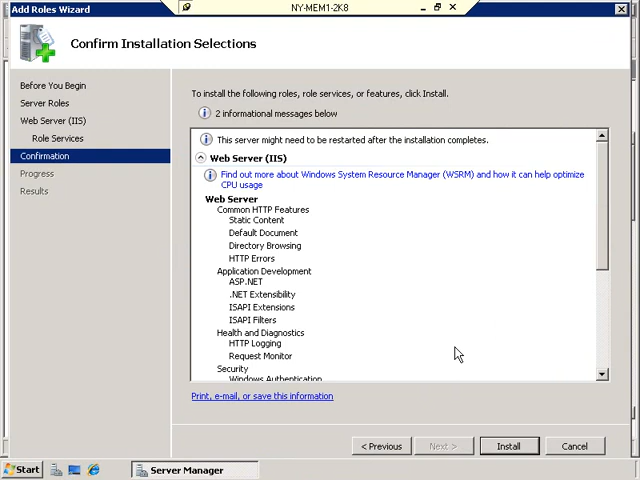 Add Roles Wizard
NY-MEM1-2K8
Confirm Installation Selections
Before You Begin
Server Roles
Web Server (IIS)
Role Services
Confirmation
Progress
Results
To install the following roles, role services, or features, click Install.
2 informational messages below
This server might need to be restarted after the installation completes.
Web Server (IIS)
Find out more about Windows System Resource Manager (WSRM) and how it can help optimize
CPU usage
Web Server
Common HTTP Features
Static Content
Default Document
Directory Browsing
HTTP Errors
Application Development
ASP.NET
.NET Extensibility
ISAPI Extensions
ISAPI Filters
Health and Diagnostics
HTTP Logging
Request Monitor
Security
Windows Authentication
Print, e-mail, or save this information
< Previous
Next >
Install
Cancel
Start
Server Manager